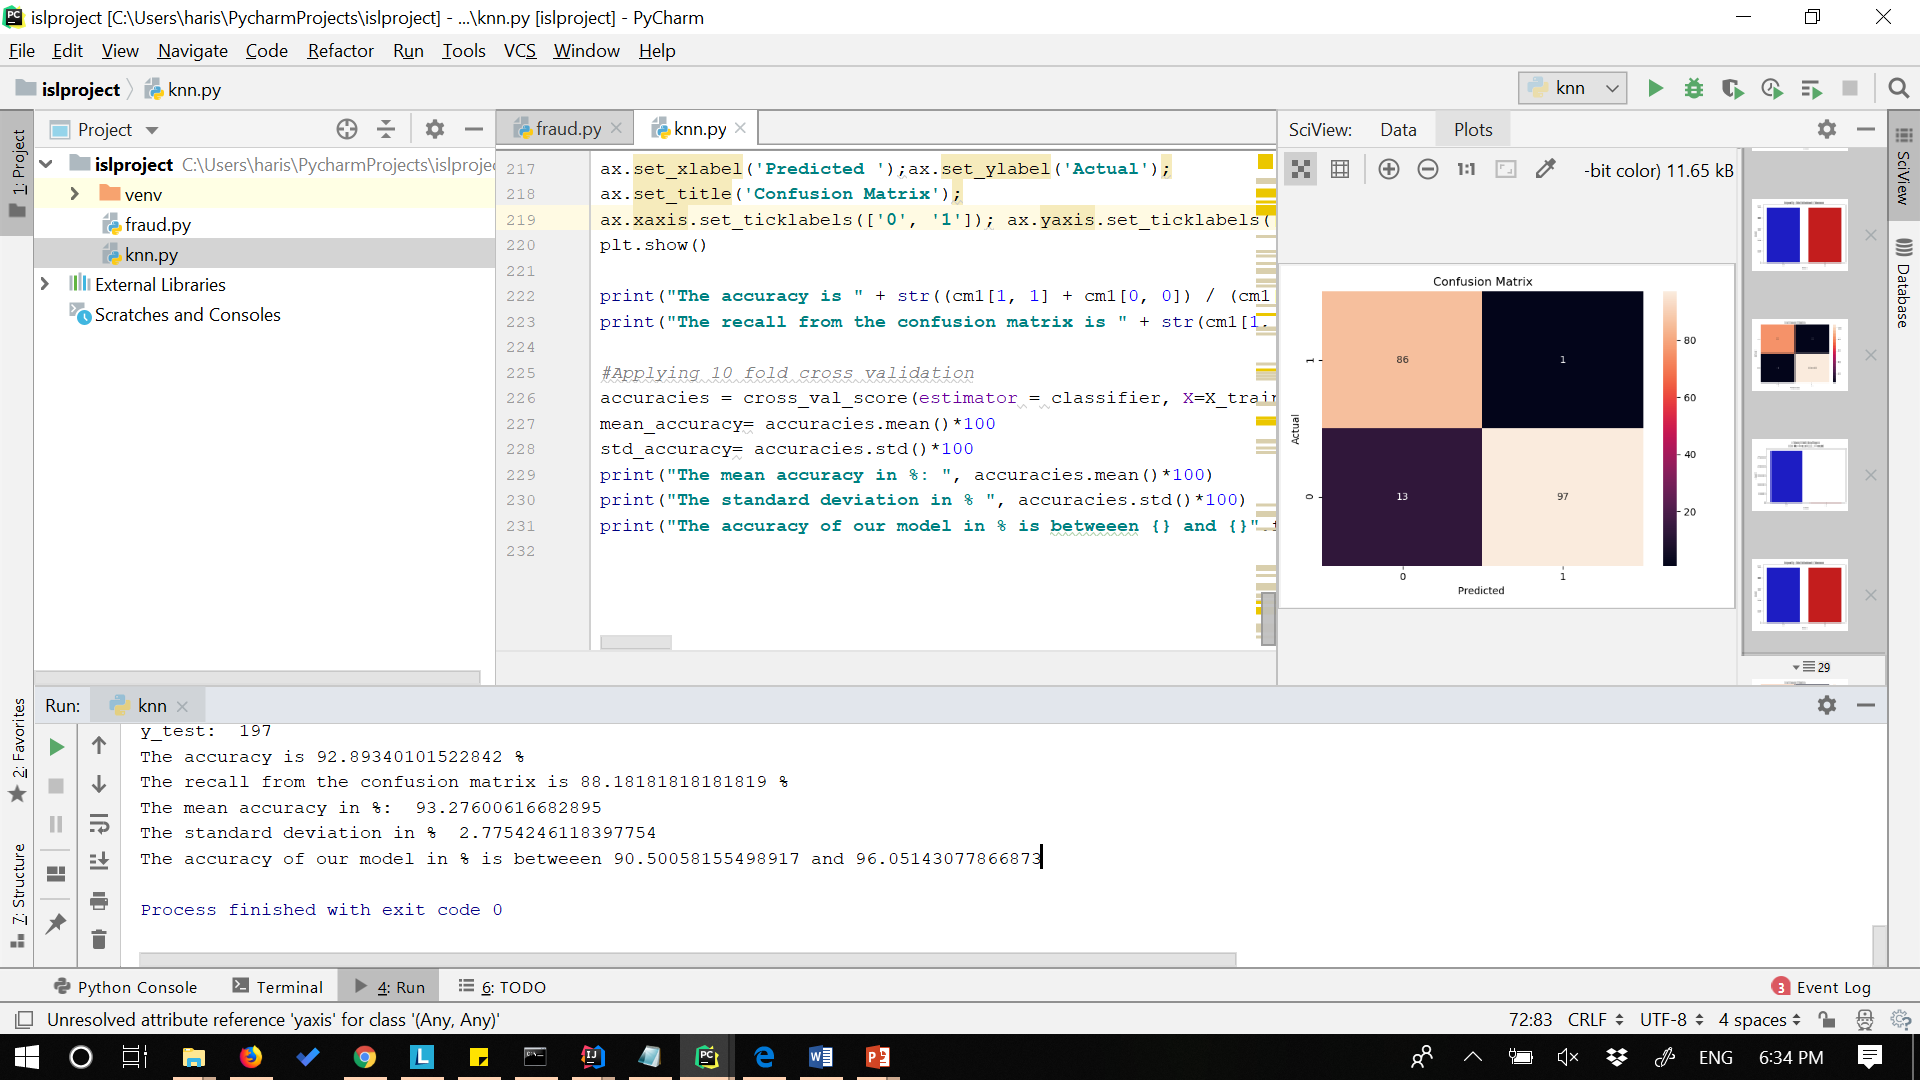 islproject [C:\Users\haris\PycharmProjects\islproject] - ...\knn.py [islproject] - PyCharm
File Edit View Navigate Code Refactor Run Tools VCS Window Help
islproject knn.py
knn
1: Project
Project
islproject C:\Users\haris\PycharmProjects\islprojec
venv
fraud.py
knn.py
External Libraries
Scratches and Consoles
fraud.py
knn.py
217 ax.set_xlabel('Predicted ');ax.set_ylabel('Actual');
218 ax.set_title('Confusion Matrix');
219 ax.xaxis.set_ticklabels(['0', '1']); ax.yaxis.set_ticklabels(
220 plt.show()
221
222 print("The accuracy is " + str((cm1[1, 1] + cm1[0, 0]) / (cm1
223 print("The recall from the confusion matrix is " + str(cm1[1,
224
225 #Applying 10 fold cross validation
226 accuracies = cross_val_score(estimator = classifier, X=X_train
227 mean_accuracy= accuracies.mean()*100
228 std_accuracy= accuracies.std()*100
229 print("The mean accuracy in %: ", accuracies.mean()*100)
230 print("The standard deviation in % ", accuracies.std()*100)
231 print("The accuracy of our model in % is betweeen {} and {}".
232
SciView: Data Plots
1:1
-bit color) 11.65 kB
Confusion Matrix
86 1
13 97
1
0
Actual
0 1
Predicted
80
60
40
20
29
SciView
Database
Run: knn
y_test: 197
The accuracy is 92.89340101522842 %
The recall from the confusion matrix is 88.18181818181819 %
The mean accuracy in %: 93.27600616682895
The standard deviation in % 2.7754246118397754
The accuracy of our model in % is betweeen 90.50058155498917 and 96.05143077866873
Process finished with exit code 0
2: Favorites
7: Structure
Python Console Terminal 4: Run 6: TODO
3 Event Log
Unresolved attribute reference 'yaxis' for class '(Any, Any)'
72:83 CRLF UTF-8 4 spaces
ENG 6:34 PM